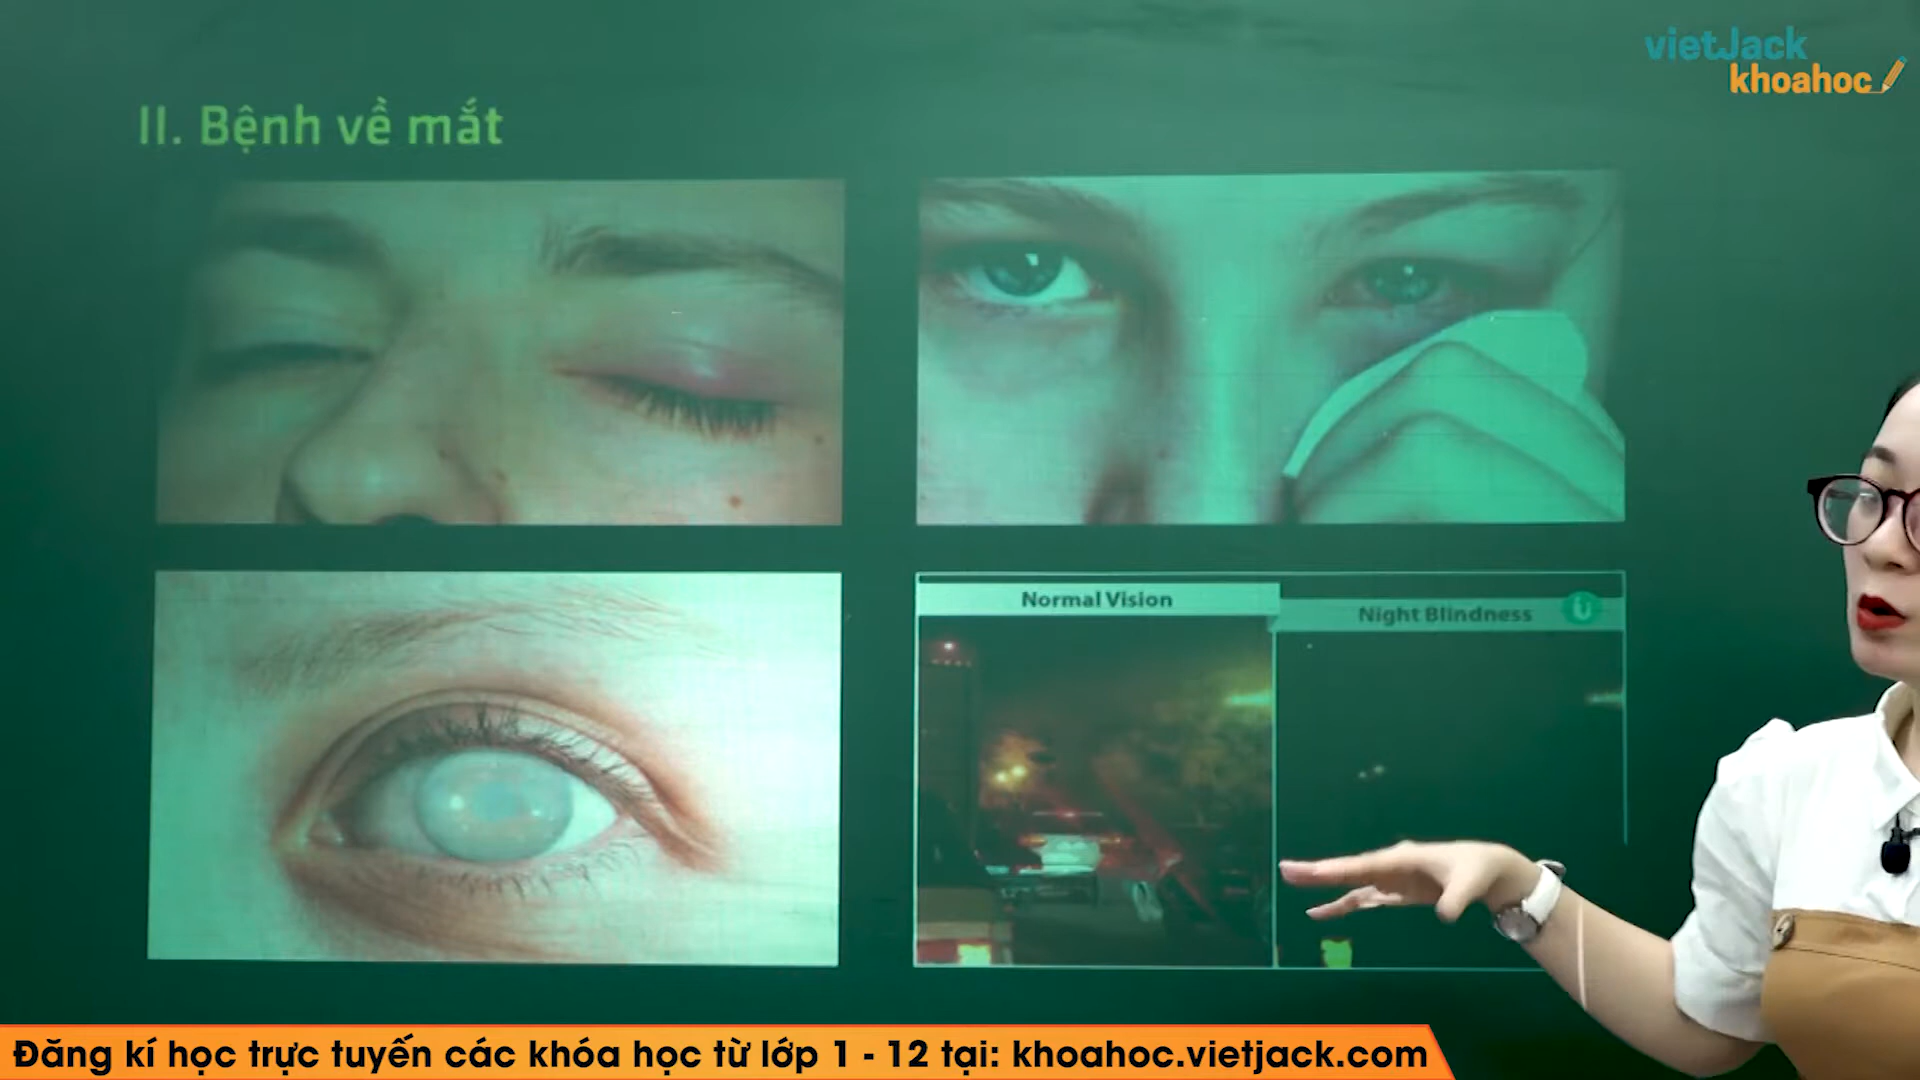 vietJack
khoahoc
II. Bệnh về mắt
Normal Vision
Night Blindness
Đăng kí học trực tuyến các khóa học từ lớp 1 - 12 tại: khoahoc.vietjack.com